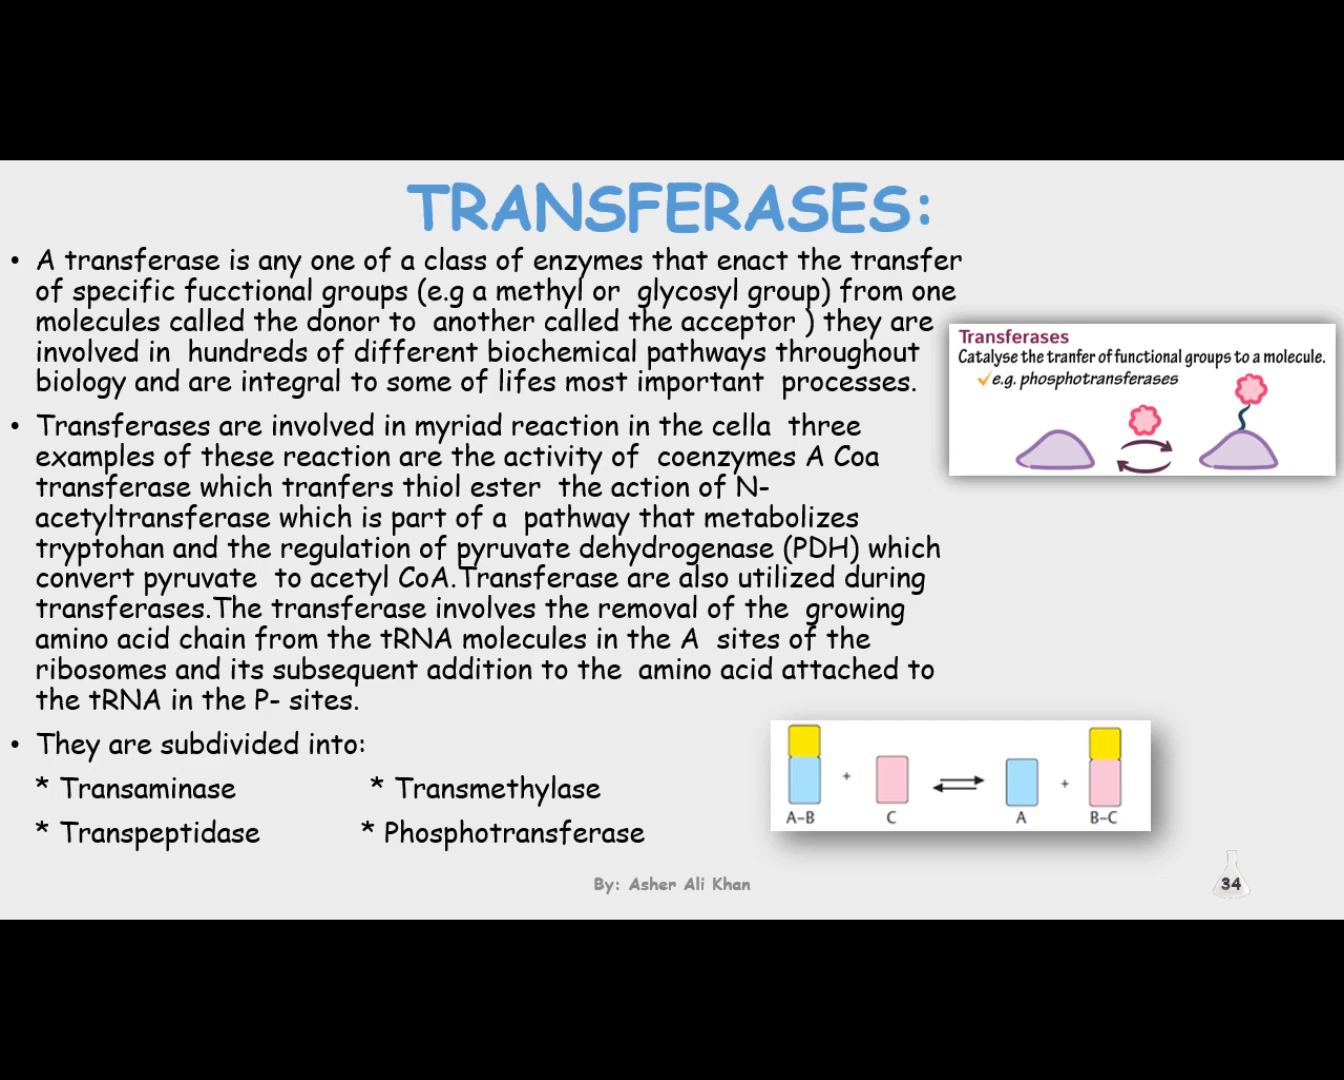 TRANSFERASES:
• A transferase is any one of a class of enzymes that enact the transfer
of specific fucctional groups (e.g a methyl or glycosyl group) from one
molecules called the donor to another called the acceptor ) they are
involved in hundreds of different biochemical pathways throughout
biology and are integral to some of lifes most important processes.
Transferases
Catalyse the tranfer of functional groups to a molecule.
✓e.g. phosphotransferases
• Transferases are involved in myriad reaction in the cella three
examples of these reaction are the activity of coenzymes A Coa
transferase which tranfers thiol ester the action of N-
acetyltransferase which is part of a pathway that metabolizes
tryptohan and the regulation of pyruvate dehydrogenase (PDH) which
convert pyruvate to acetyl CoA.Transferase are also utilized during
transferases.The transferase involves the removal of the growing
amino acid chain from the tRNA molecules in the A sites of the
ribosomes and its subsequent addition to the amino acid attached to
the tRNA in the P- sites.
• They are subdivided into:
* Transaminase * Transmethylase
* Transpeptidase * Phosphotransferase
+ +
A–B C A B–C
By: Asher Ali Khan
34